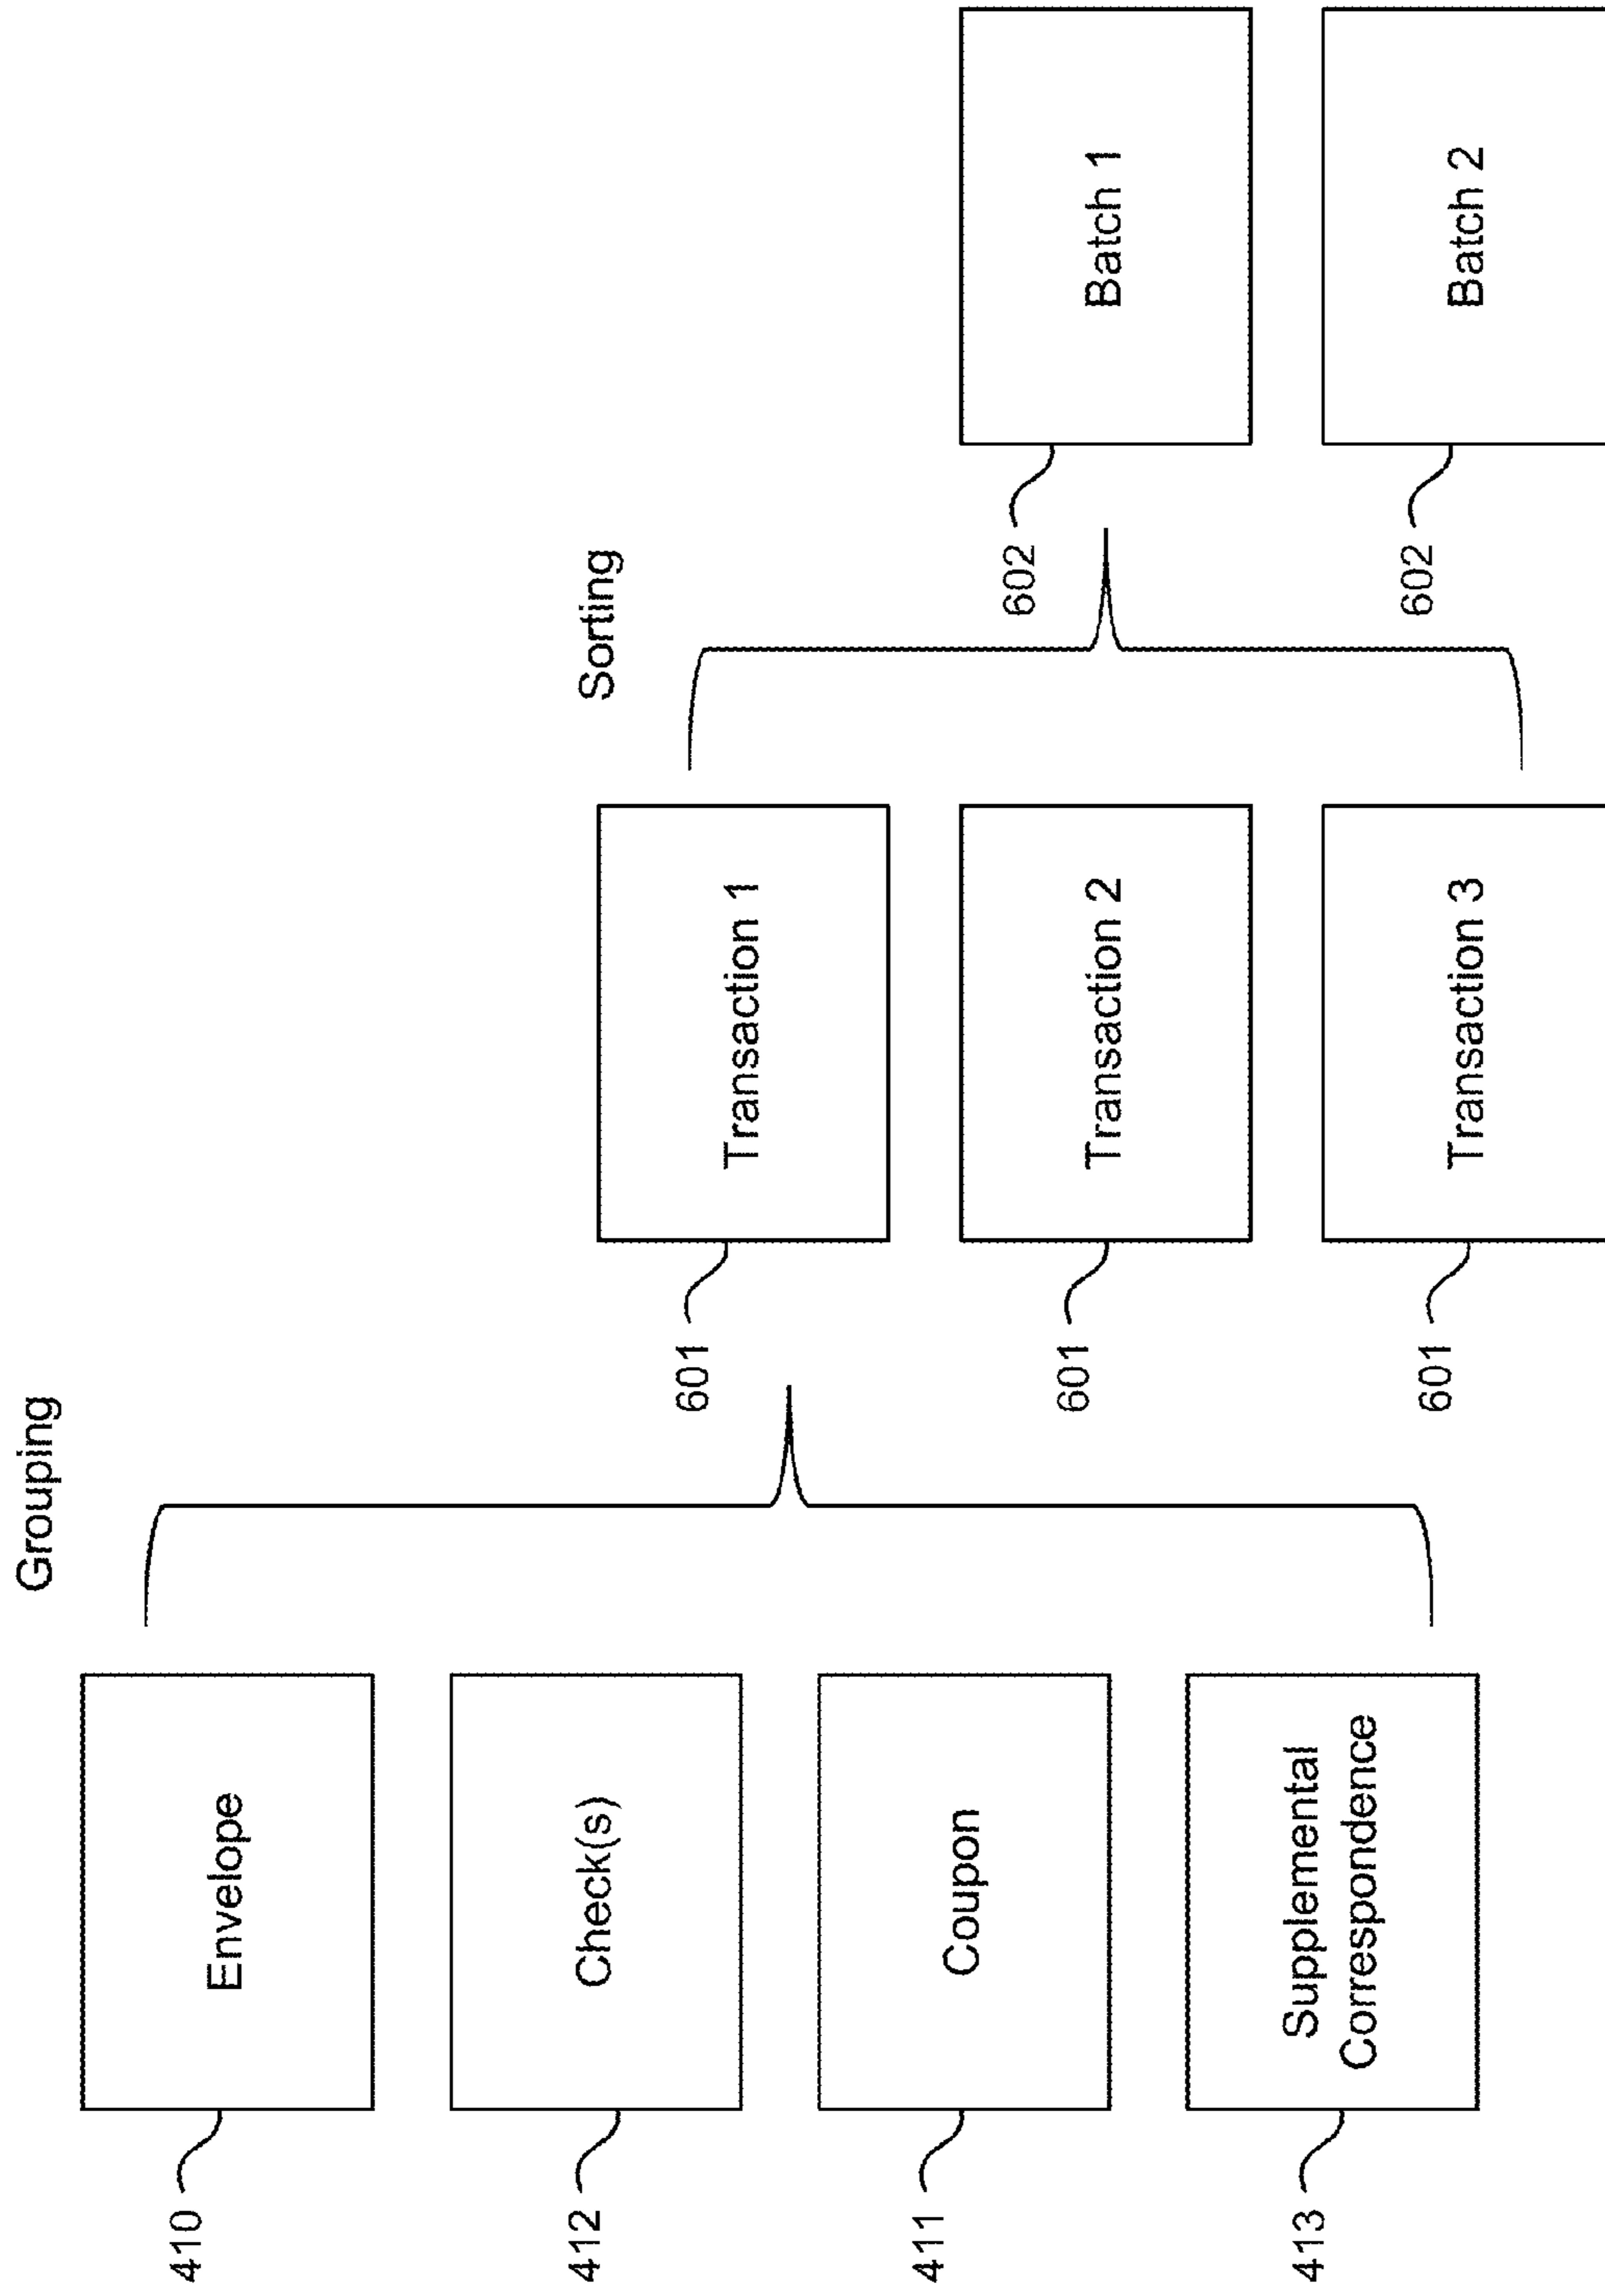 Grouping
410
Envelope
412
Check(s)
411
Coupon
413
Supplemental
Correspondence
Sorting
601
Transaction 1
601
Transaction 2
601
Transaction 3
602
Batch 1
602
Batch 2